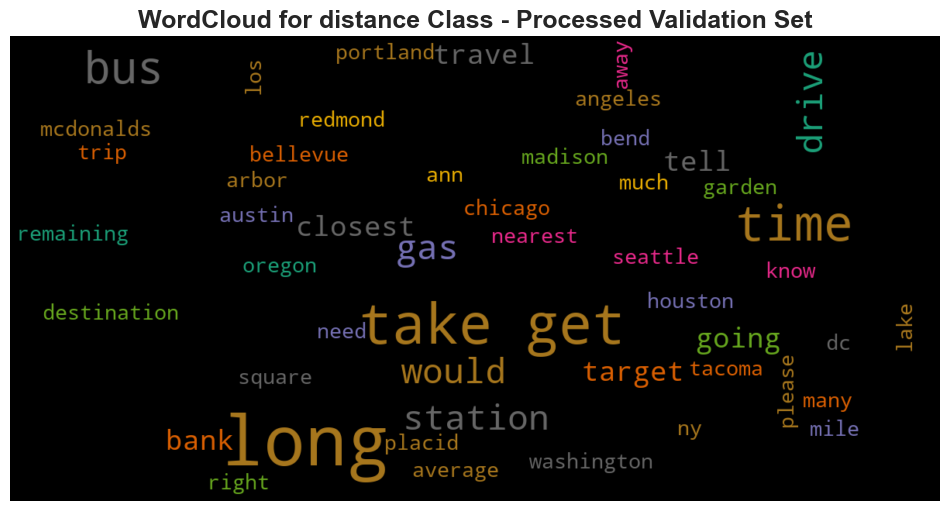 WordCloud for distance Class - Processed Validation Set
bus
los
portland
travel
away
drive
angeles
mcdonalds
redmond
trip
bellevue
bend
madison
tell
arbor
ann
much
garden
austin
closest
chicago
time
remaining
gas
nearest
oregon
seattle
know
destination
houston
lake
need
take get
going
dc
square
would
target
tacoma
please
many
station
bank
long
placid
ny
mile
average
washington
right